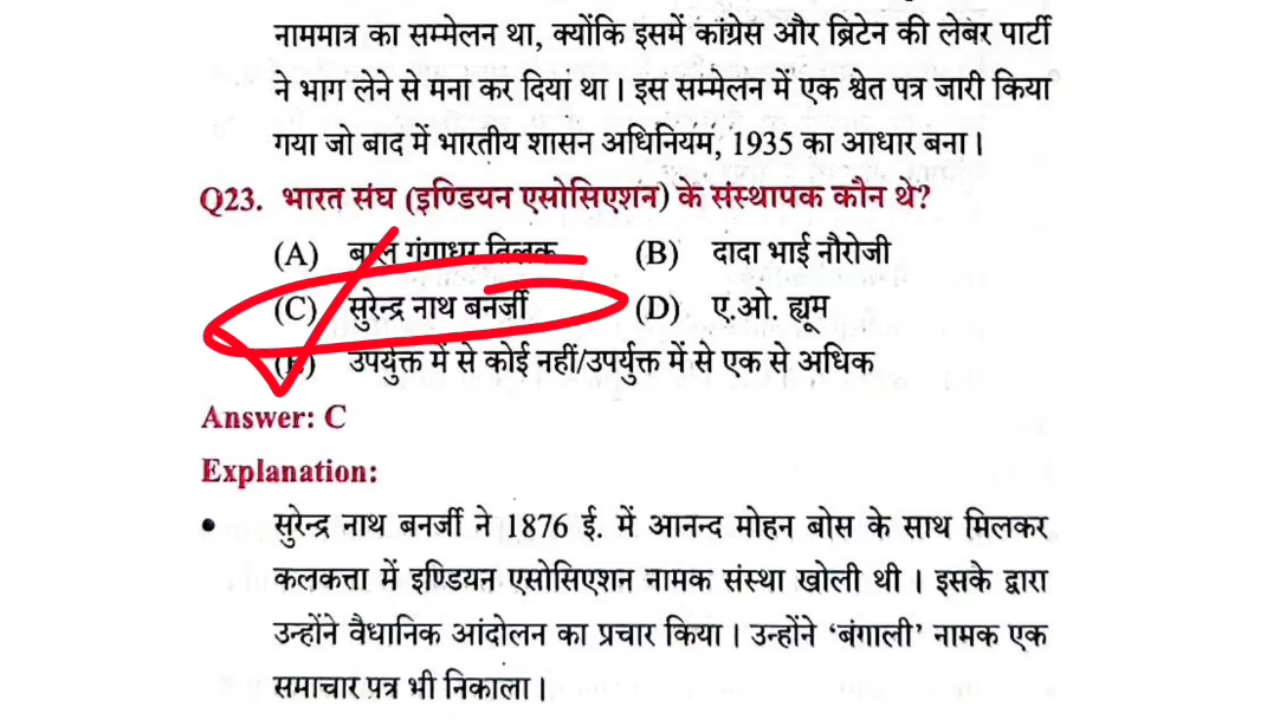 नाममात्र का सम्मेलन था, क्योंकि इसमें कांग्रेस और ब्रिटेन की लेबर पार्टी
ने भाग लेने से मना कर दिया था। इस सम्मेलन में एक श्वेत पत्र जारी किया
गया जो बाद में भारतीय शासन अधिनियम, 1935 का आधार बना।
Q23. भारत संघ (इण्डियन एसोसिएशन) के संस्थापक कौन थे?
(A) बाल गंगाधर तिलक (B) दादा भाई नौरोजी
(C) सुरेन्द्र नाथ बनर्जी (D) ए.ओ. ह्यूम
(E) उपर्युक्त में से कोई नहीं/उपर्युक्त में से एक से अधिक
Answer: C
Explanation:
• सुरेन्द्र नाथ बनर्जी ने 1876 ई. में आनन्द मोहन बोस के साथ मिलकर
कलकत्ता में इण्डियन एसोसिएशन नामक संस्था खोली थी। इसके द्वारा
उन्होंने वैधानिक आंदोलन का प्रचार किया। उन्होंने ‘बंगाली’ नामक एक
समाचार पत्र भी निकाला।